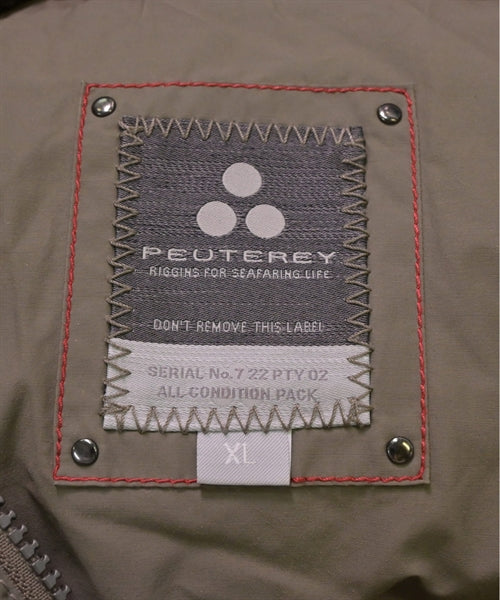 PEUTEREY
RIGGINS FOR SEAFARING LIFE
DON'T REMOVE THIS LABEL
SERIAL No.7 22 PTY 02
ALL CONDITION PACK
XL